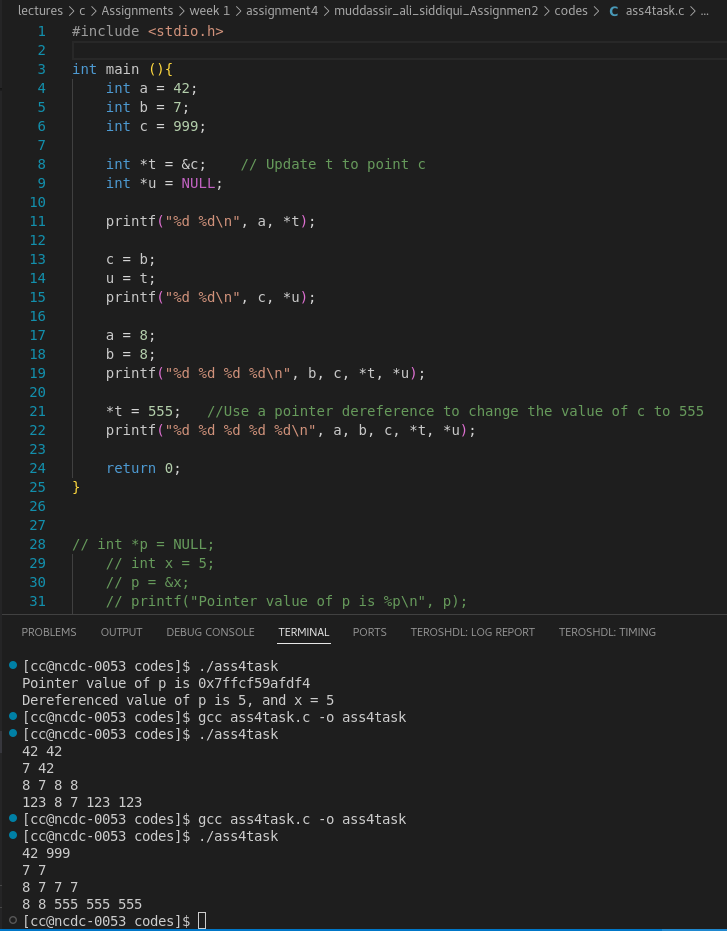 lectures > c > Assignments > week 1 > assignment4 > muddassir_ali_siddiqui_Assignmen2 > codes > C ass4task.c > ...
1 #include <stdio.h>
2
3 int main (){
4     int a = 42;
5     int b = 7;
6     int c = 999;
7
8     int *t = &c;    // Update t to point c
9     int *u = NULL;
10
11     printf("%d %d\n", a, *t);
12
13     c = b;
14     u = t;
15     printf("%d %d\n", c, *u);
16
17     a = 8;
18     b = 8;
19     printf("%d %d %d %d\n", b, c, *t, *u);
20
21     *t = 555;   //Use a pointer dereference to change the value of c to 555
22     printf("%d %d %d %d %d\n", a, b, c, *t, *u);
23
24     return 0;
25 }
26
27
28 // int *p = NULL;
29     // int x = 5;
30     // p = &x;
31     // printf("Pointer value of p is %p\n", p);
PROBLEMS OUTPUT DEBUG CONSOLE TERMINAL PORTS TEROSHDL: LOG REPORT TEROSHDL: TIMING
[cc@ncdc-0053 codes]$ ./ass4task
Pointer value of p is 0x7ffcf59afdf4
Dereferenced value of p is 5, and x = 5
[cc@ncdc-0053 codes]$ gcc ass4task.c -o ass4task
[cc@ncdc-0053 codes]$ ./ass4task
42 42
7 42
8 7 8 8
123 8 7 123 123
[cc@ncdc-0053 codes]$ gcc ass4task.c -o ass4task
[cc@ncdc-0053 codes]$ ./ass4task
42 999
7 7
8 7 7 7
8 8 555 555 555
[cc@ncdc-0053 codes]$